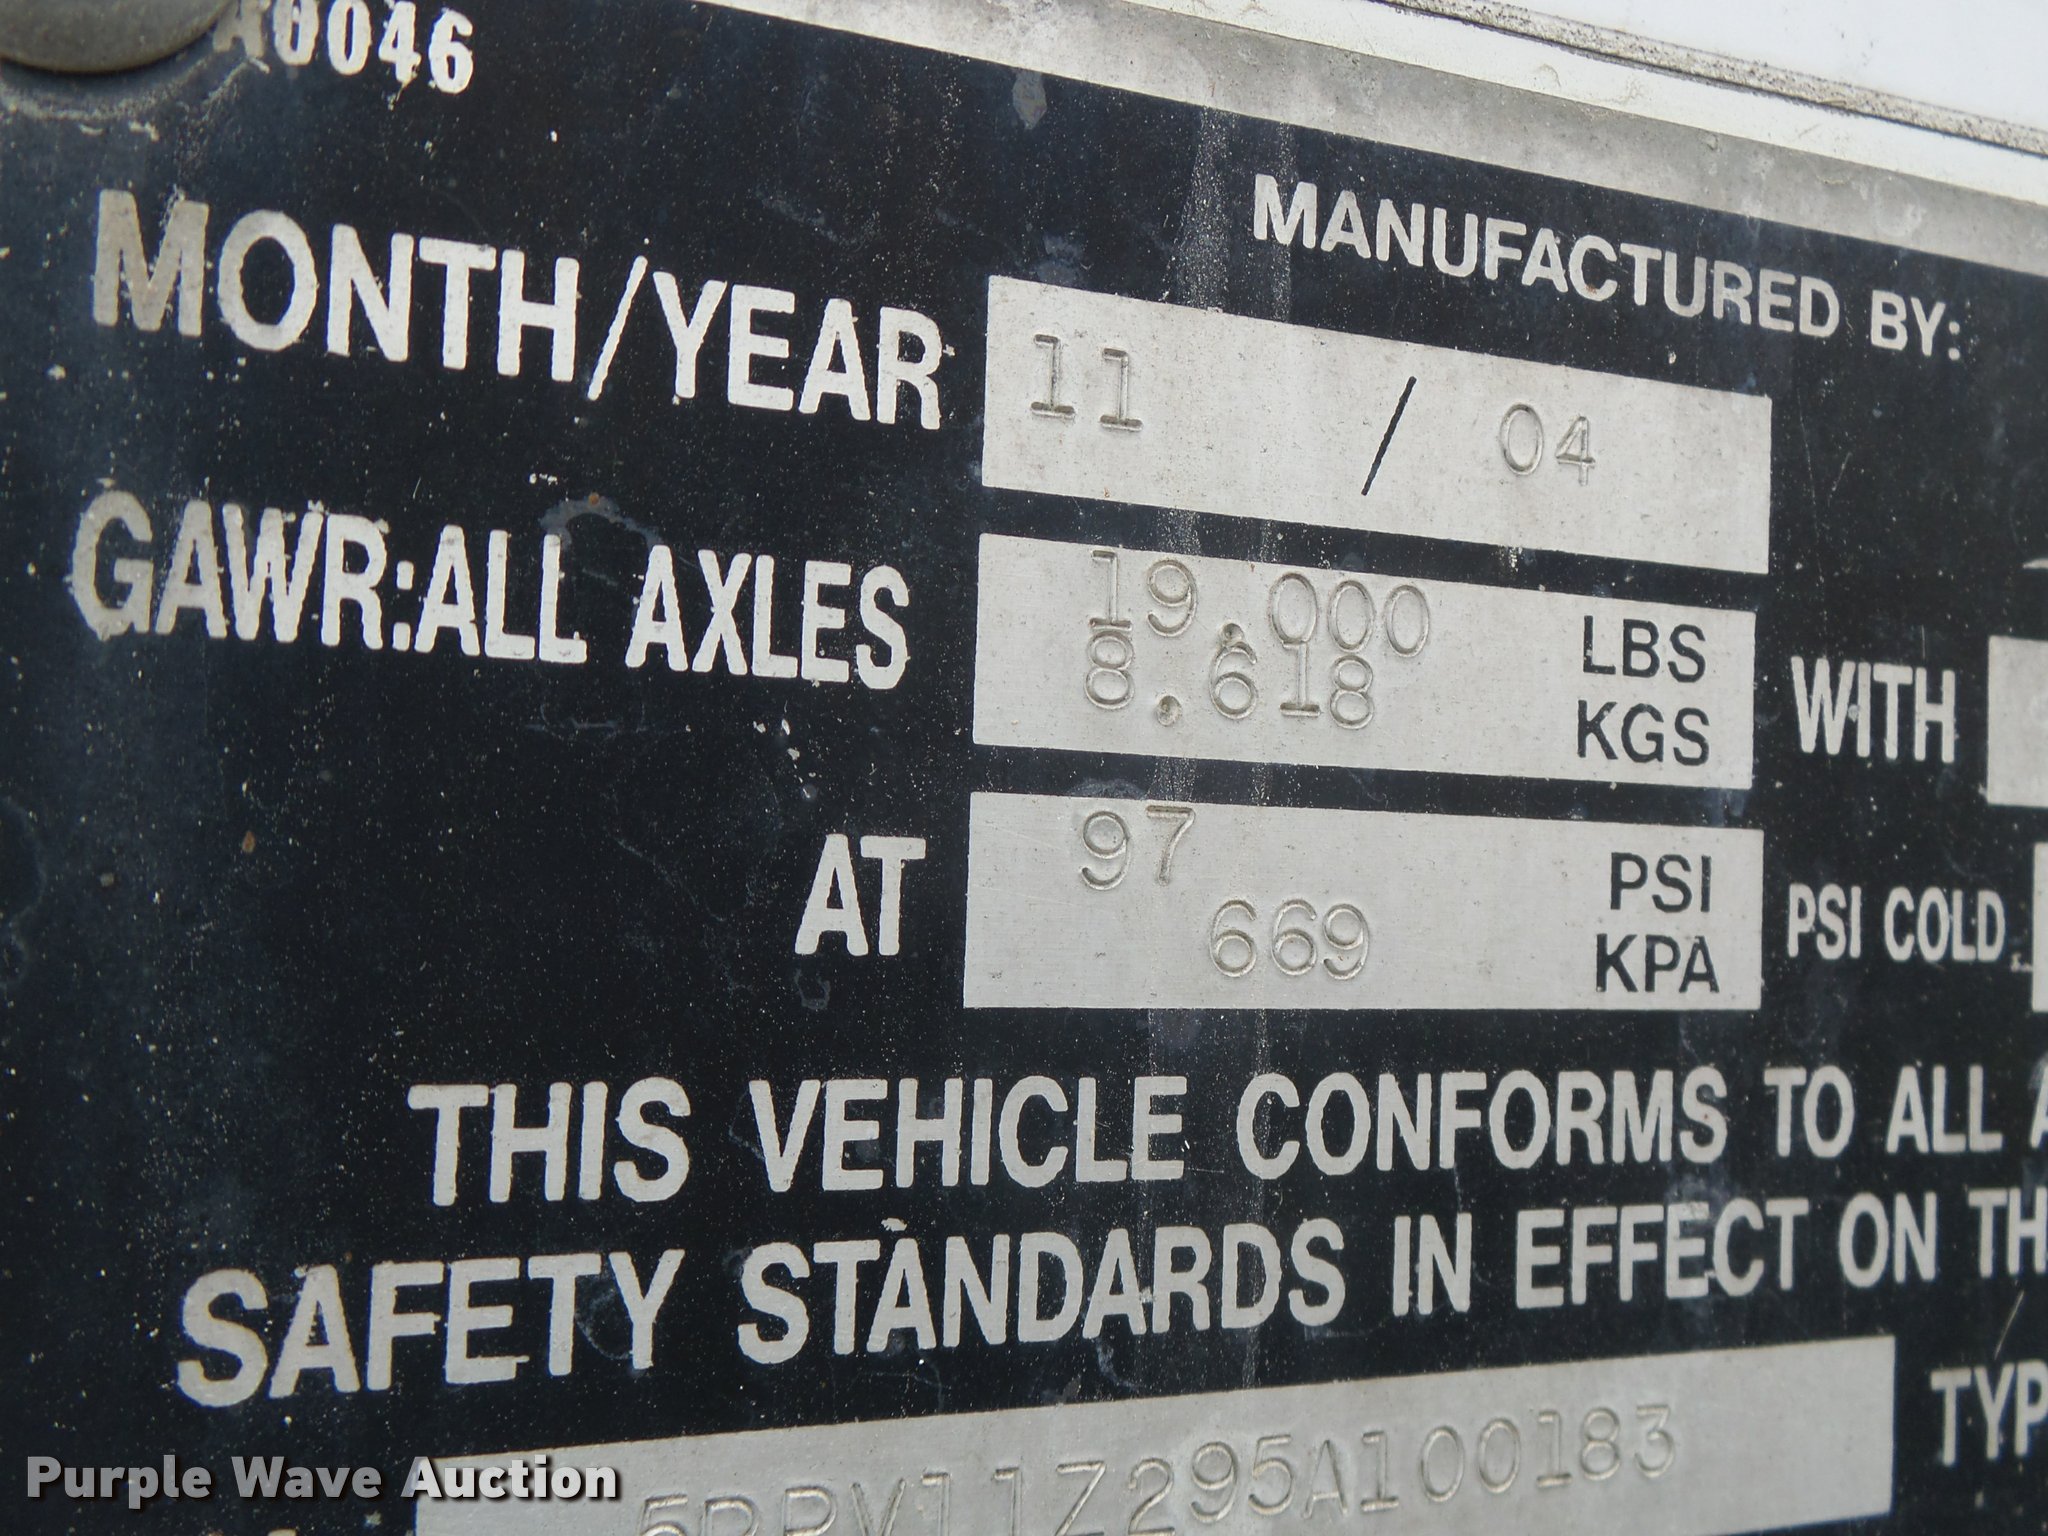 A0046
MANUFACTURED BY:
MONTH/YEAR 11 / 04
GAWR:ALL AXLES 19,000 LBS
8,618 KGS WITH
AT 97 PSI
669 KPA PSI COLD
THIS VEHICLE CONFORMS TO ALL
SAFETY STANDARDS IN EFFECT ON
Purple Wave Auction